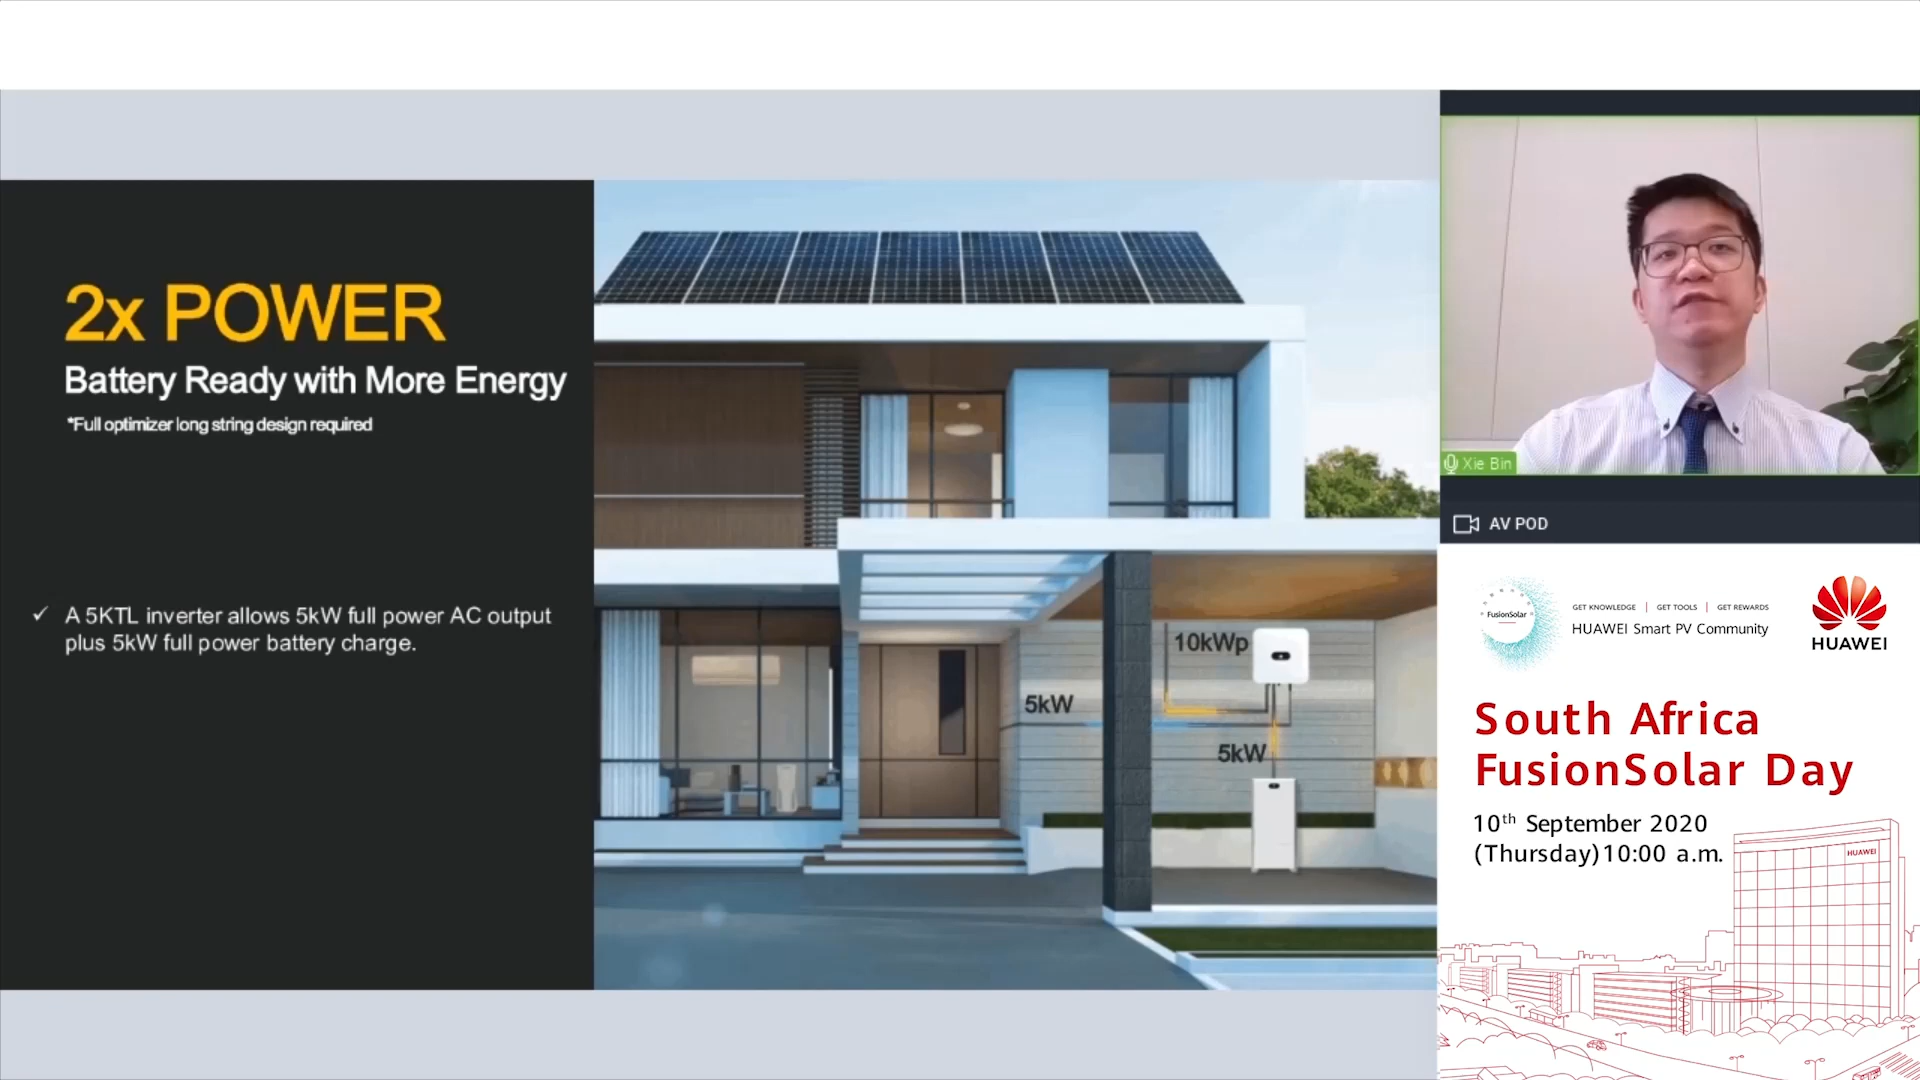 2x POWER
Battery Ready with More Energy
*Full optimizer long string design required
✓ A 5KTL inverter allows 5kW full power AC output
plus 5kW full power battery charge.
10kWp
5kW
5kW
Xie Bin
AV POD
FusionSolar
GET KNOWLEDGE | GET TOOLS | GET REWARDS
HUAWEI Smart PV Community
HUAWEI
South Africa
FusionSolar Day
10th September 2020
(Thursday)10:00 a.m.
HUAWEI